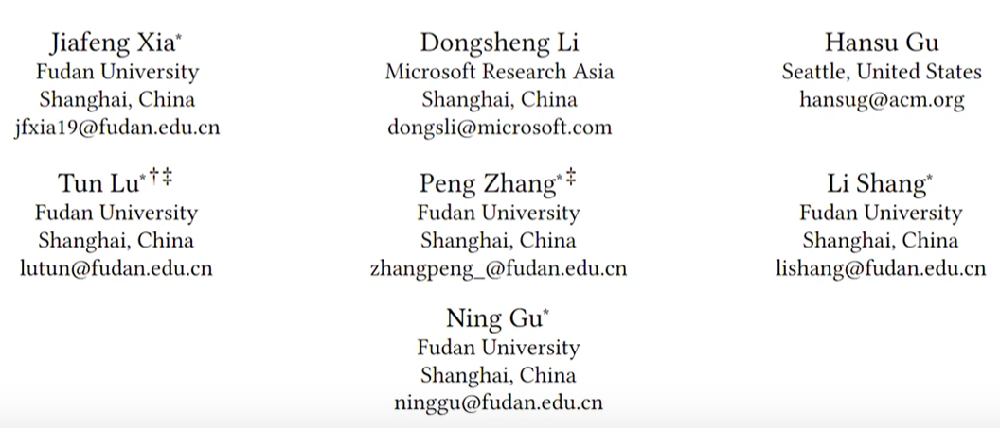 Jiafeng Xia*
Fudan University
Shanghai, China
jfxia19@fudan.edu.cn
Dongsheng Li
Microsoft Research Asia
Shanghai, China
dongsli@microsoft.com
Hansu Gu
Seattle, United States
hansug@acm.org
Tun Lu*†‡
Fudan University
Shanghai, China
lutun@fudan.edu.cn
Peng Zhang*‡
Fudan University
Shanghai, China
zhangpeng_@fudan.edu.cn
Li Shang*
Fudan University
Shanghai, China
lishang@fudan.edu.cn
Ning Gu*
Fudan University
Shanghai, China
ninggu@fudan.edu.cn